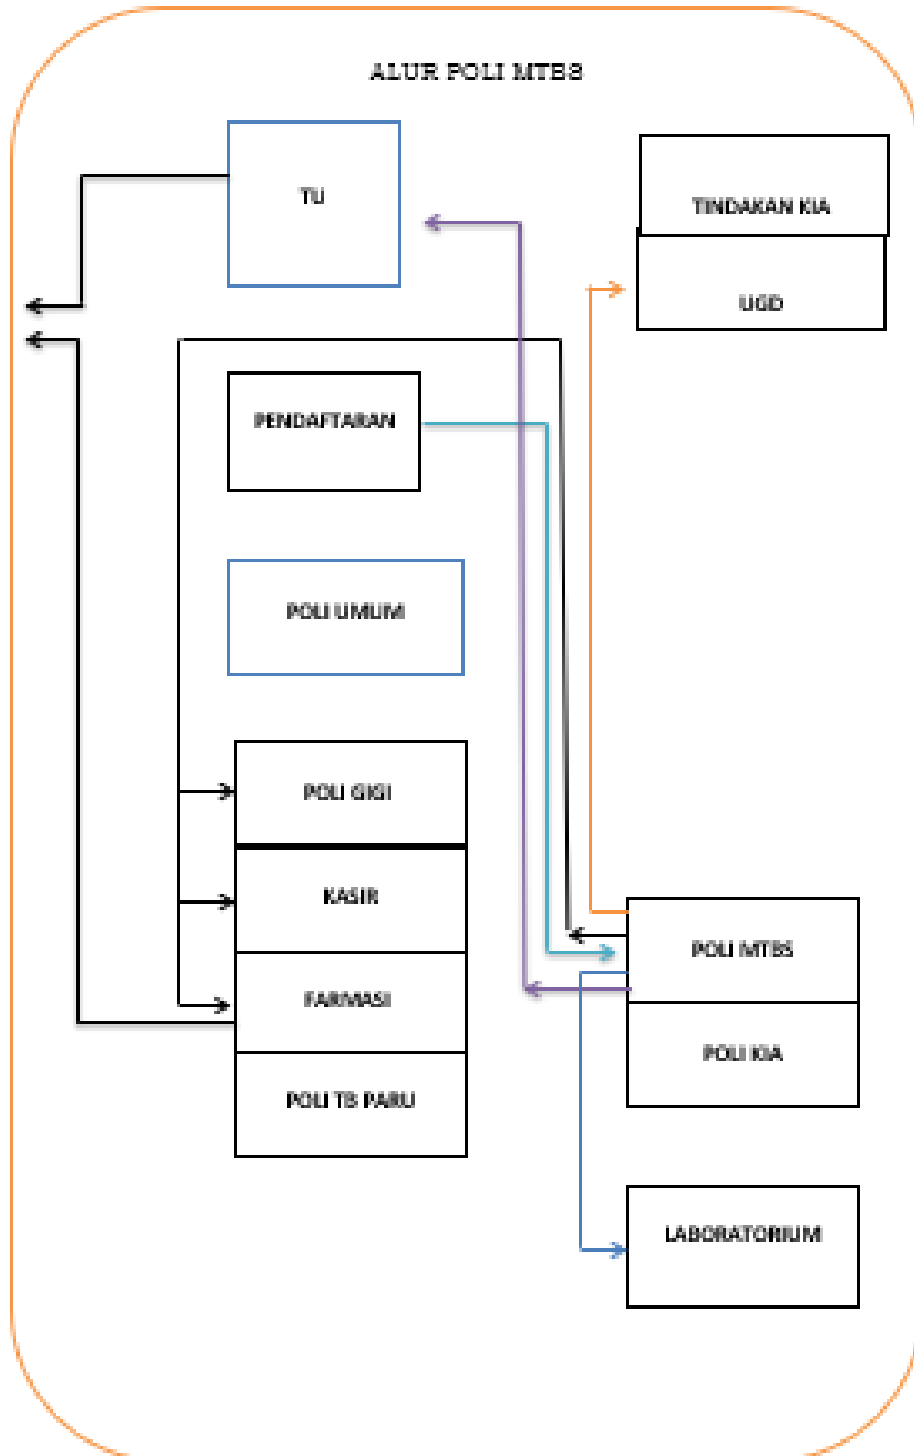 ALUR POLI MTBS
TU
TINDAKAN KIA
UGD
PENDAFTARAN
POLI UMUM
POLI GIGI
KASIR
FARMASI
POLI TB PARU
POLI MTBS
POLI KIA
LABORATORIUM